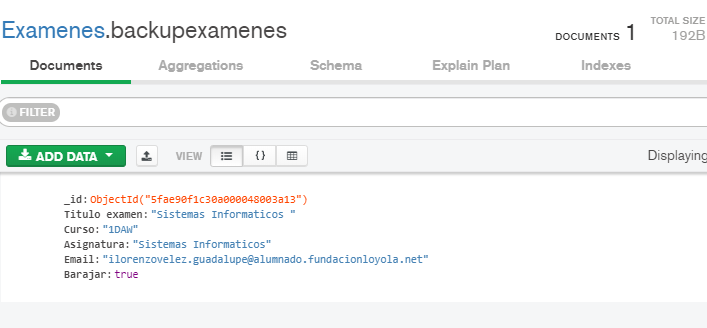 Examenes.backupexamenes
DOCUMENTS 1
TOTAL SIZE
192B
Documents Aggregations Schema Explain Plan Indexes
FILTER
ADD DATA VIEW { } Displaying
_id: ObjectId("5fae90f1c30a000048003a13")
Titulo examen: "Sistemas Informaticos "
Curso: "1DAW"
Asignatura: "Sistemas Informaticos"
Email: "ilorenzovelez.guadalupe@alumnado.fundacionloyola.net"
Barajar: true